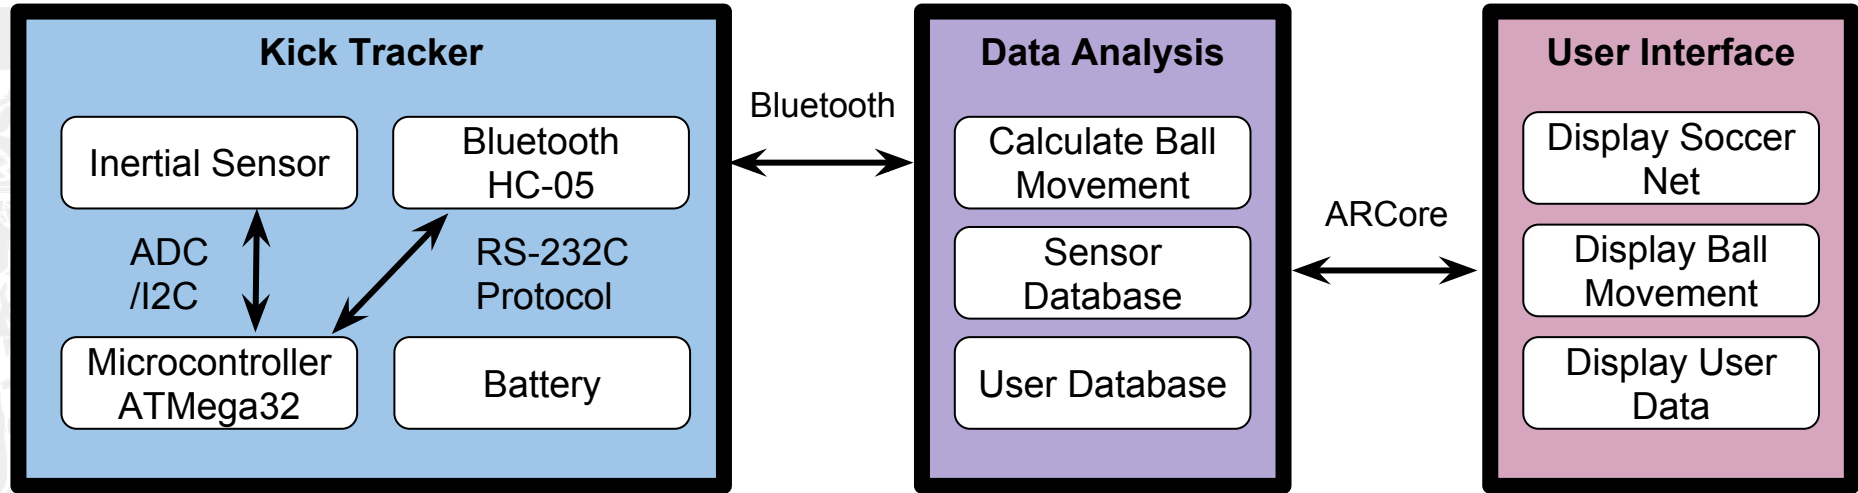 Kick Tracker
Inertial Sensor
Bluetooth
HC-05
ADC
/I2C
RS-232C
Protocol
Microcontroller
ATMega32
Battery
Bluetooth
Data Analysis
Calculate Ball
Movement
Sensor
Database
User Database
ARCore
User Interface
Display Soccer
Net
Display Ball
Movement
Display User
Data